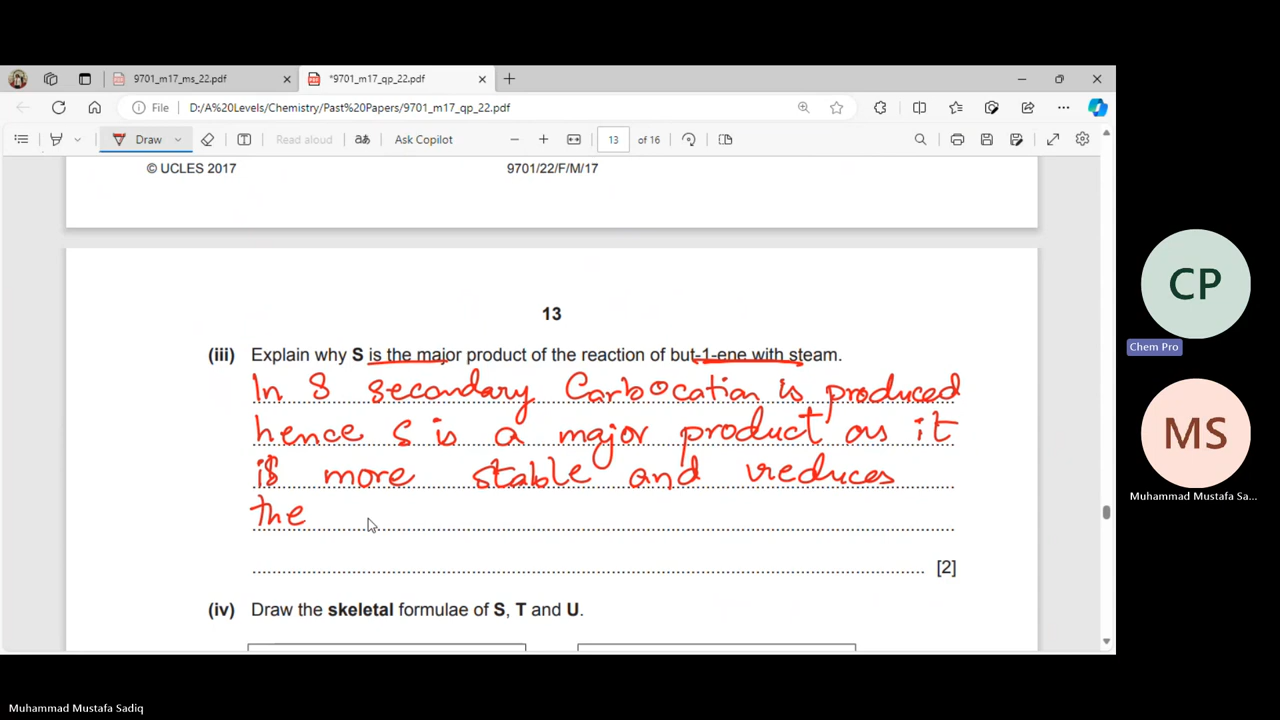 9701_m17_ms_22.pdf
*9701_m17_qp_22.pdf
File D:/A%20Levels/Chemistry/Past%20Papers/9701_m17_qp_22.pdf
Draw
Read aloud
aあ
Ask Copilot
13 of 16
© UCLES 2017 9701/22/F/M/17
13
(iii) Explain why S is the major product of the reaction of but-1-ene with steam.
In S secondary Carbocation is produced
hence S is a major product as it
is more stable and reduces
the
[2]
(iv) Draw the skeletal formulae of S, T and U.
CP
Chem Pro
MS
Muhammad Mustafa Sa...
Muhammad Mustafa Sadiq